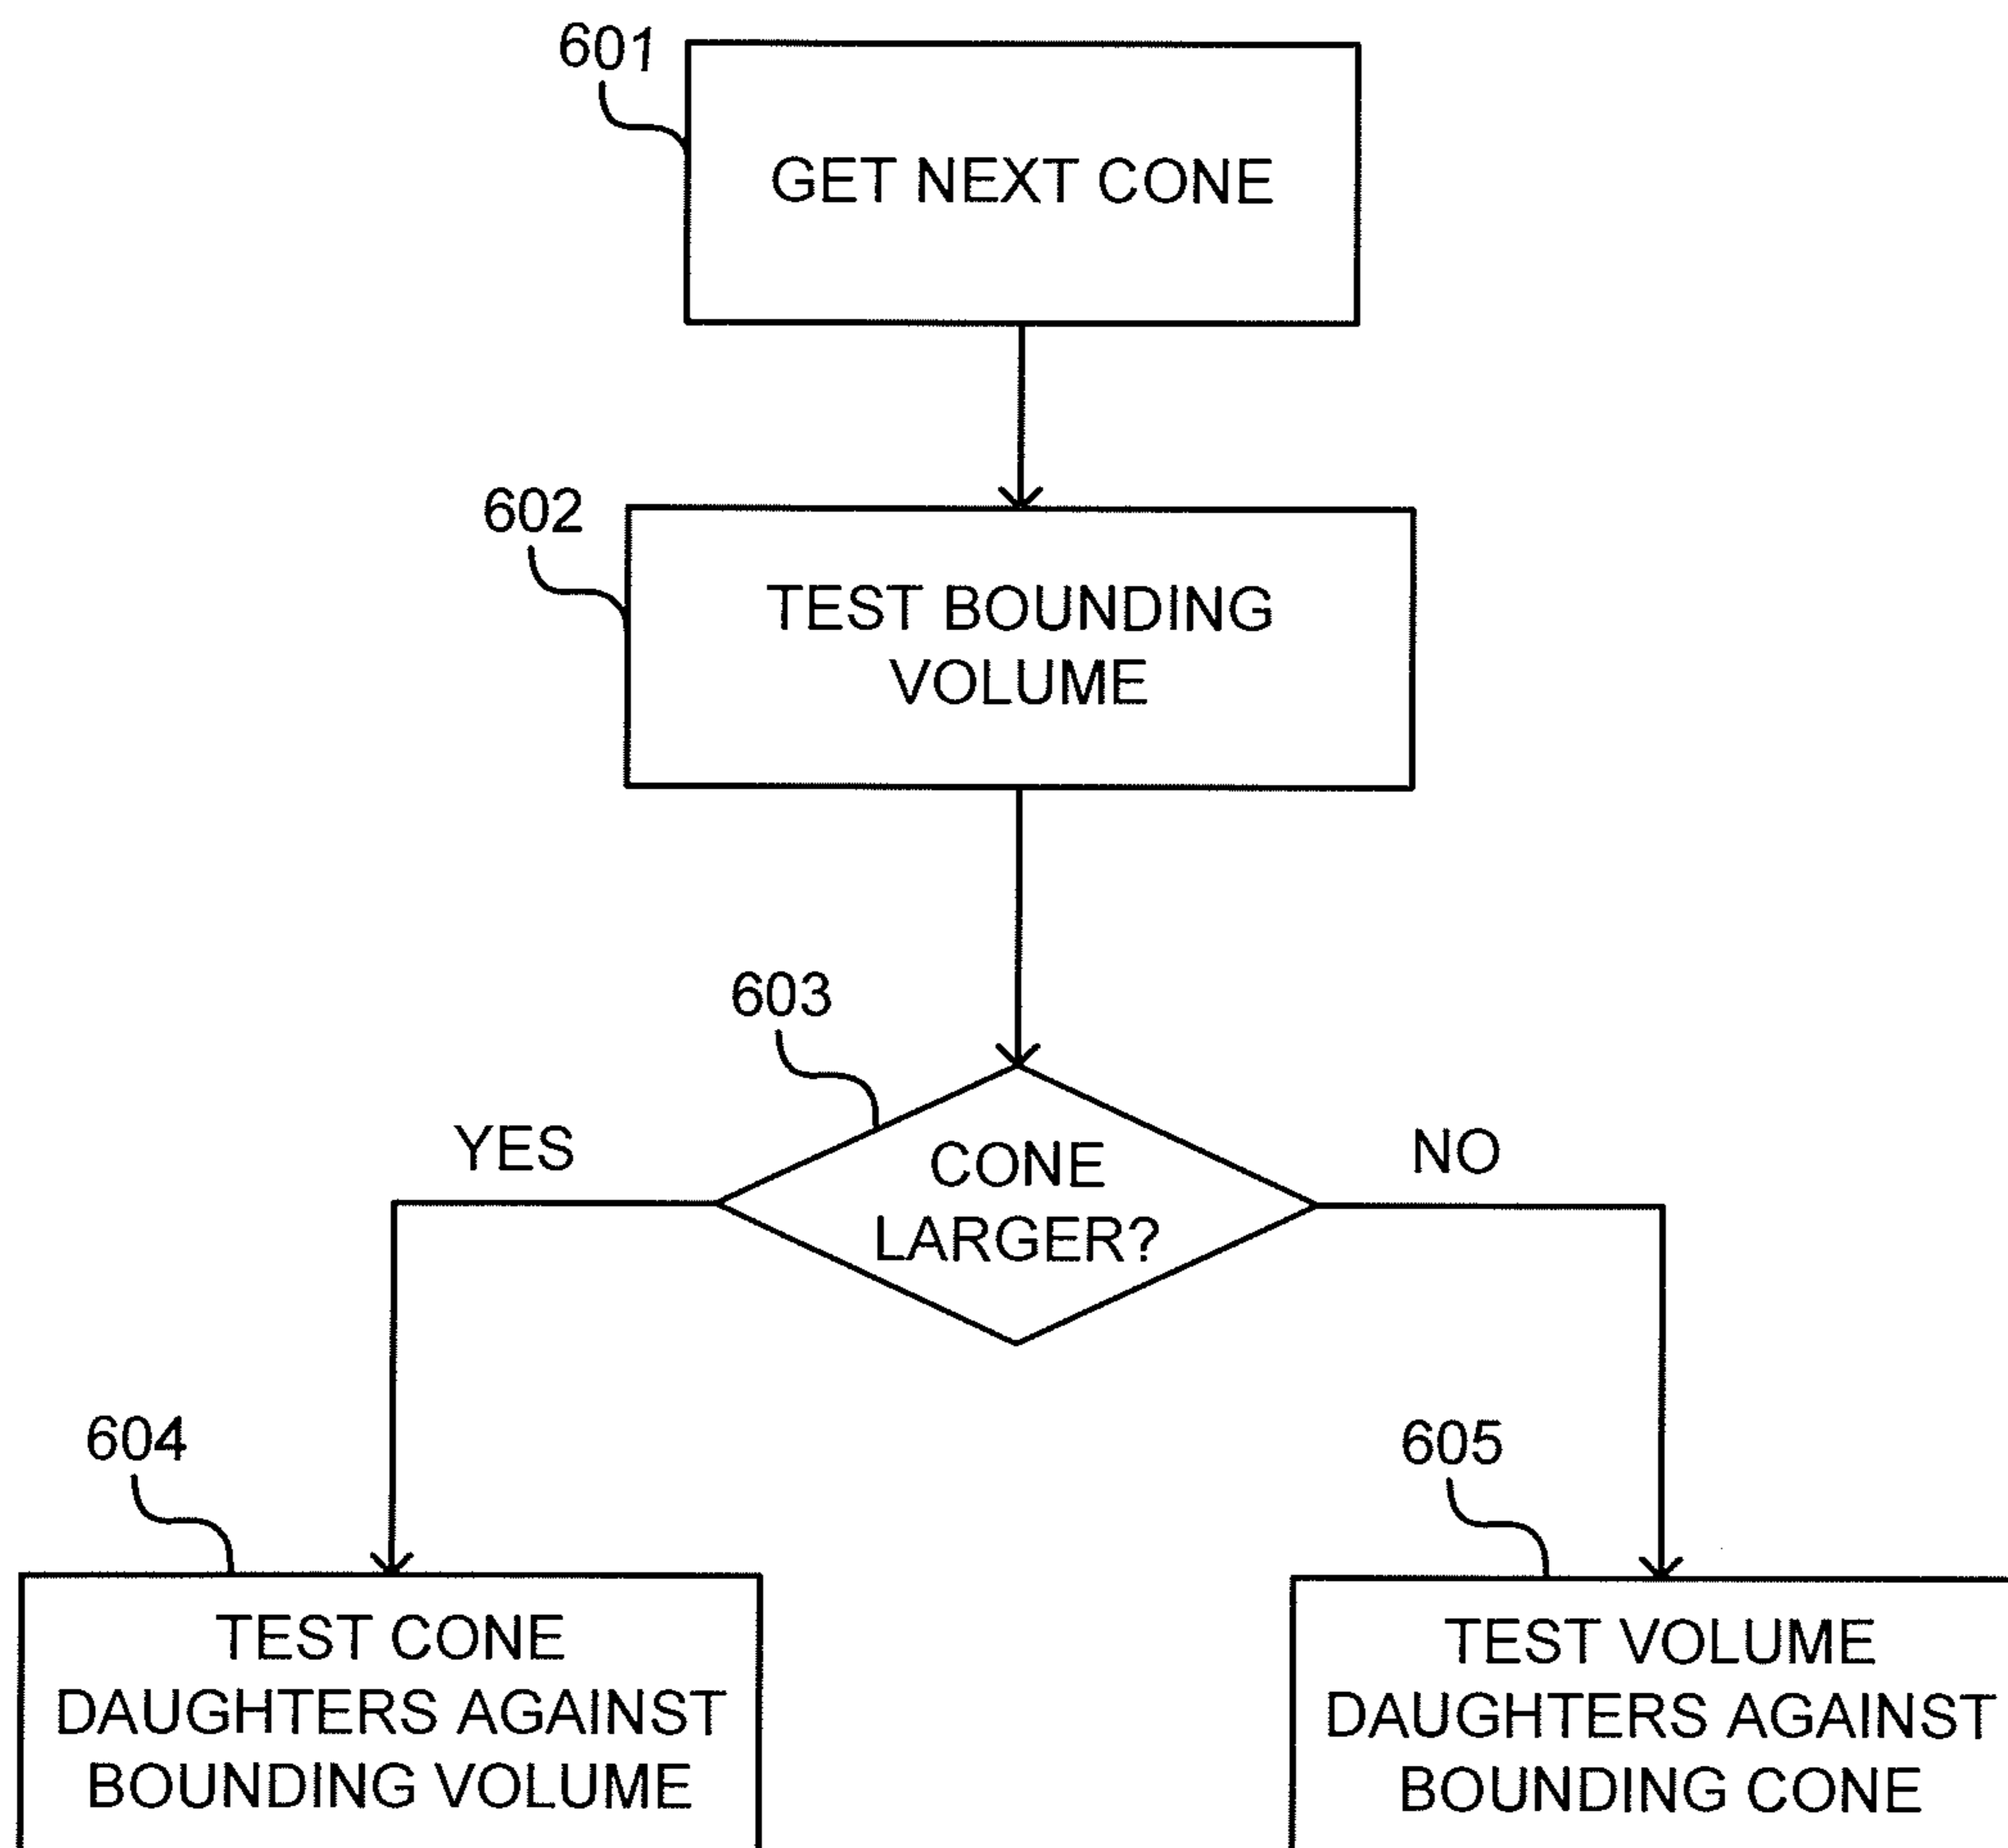 601
GET NEXT CONE
602
TEST BOUNDING
VOLUME
603
YES
CONE
LARGER?
NO
604
TEST CONE
DAUGHTERS AGAINST
BOUNDING VOLUME
605
TEST VOLUME
DAUGHTERS AGAINST
BOUNDING CONE